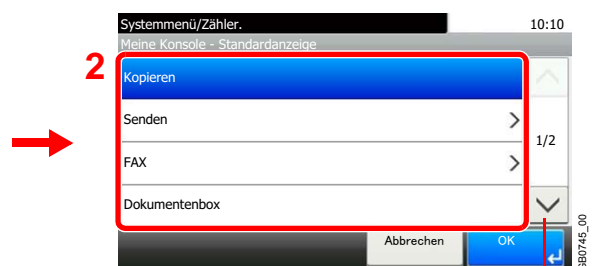 Systemmenü/Zähler.
10:10
Meine Konsole - Standardanzeige
2
Kopieren
Senden
1/2
FAX
Dokumentenbox
Abbrechen
OK
GB0745_00